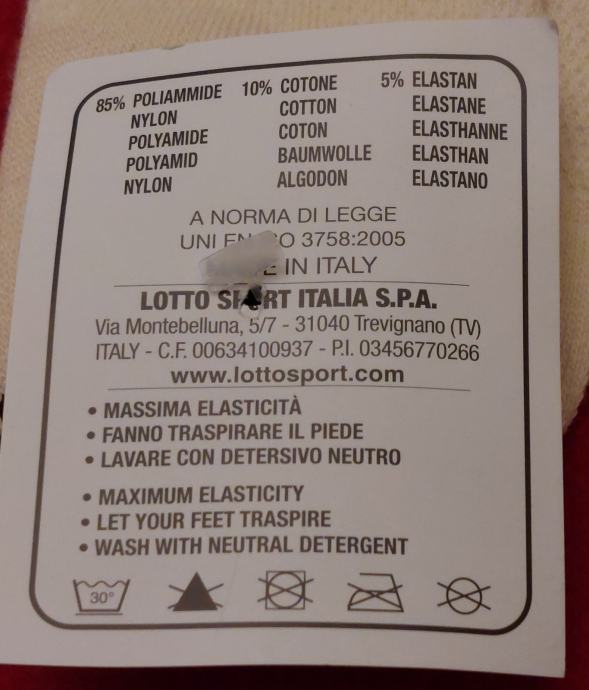 85% POLIAMMIDE 10% COTONE 5% ELASTAN
NYLON COTTON ELASTANE
POLYAMIDE COTON ELASTHANNE
POLYAMID BAUMWOLLE ELASTHAN
NYLON ALGODON ELASTANO
A NORMA DI LEGGE
UNI 3758:2005
IN ITALY
LOTTO SPORT ITALIA S.P.A.
Via Montebelluna, 5/7 - 31040 Trevignano (TV)
ITALY - C.F. 00634100937 - P.I. 03456770266
www.lottosport.com
• MASSIMA ELASTICITÀ
• FANNO TRASPIRARE IL PIEDE
• LAVARE CON DETERSIVO NEUTRO
• MAXIMUM ELASTICITY
• LET YOUR FEET TRASPIRE
• WASH WITH NEUTRAL DETERGENT
30°